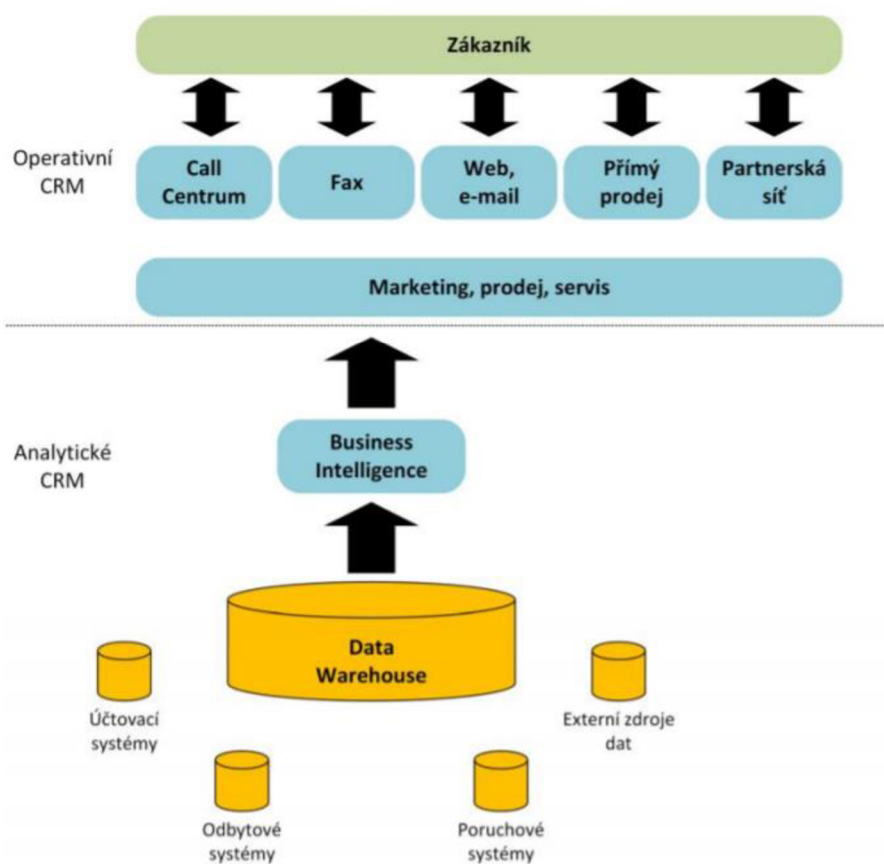 Zákazník
Operativní
CRM
Call
Centrum
Fax
Web,
e-mail
Přímý
prodej
Partnerská
síť
Marketing, prodej, servis
Analytické
CRM
Business
Intelligence
Data
Warehouse
Účtovací
systémy
Externí zdroje
dat
Odbytové
systémy
Poruchové
systémy